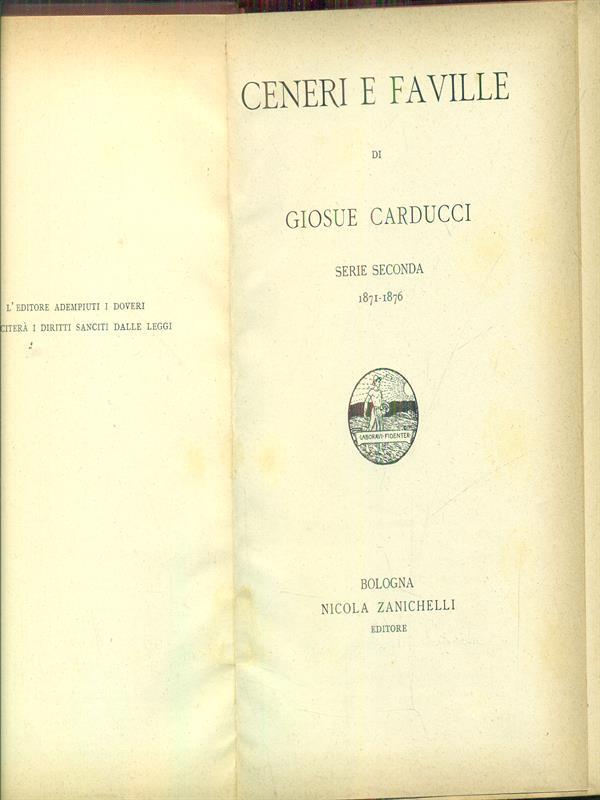 L'EDITORE ADEMPIUTI I DOVERI
CITERÀ I DIRITTI SANCITI DALLE LEGGI
CENERI E FAVILLE
DI
GIOSUE CARDUCCI
SERIE SECONDA
1871-1876
LABORAVI·FIDENTER
BOLOGNA
NICOLA ZANICHELLI
EDITORE